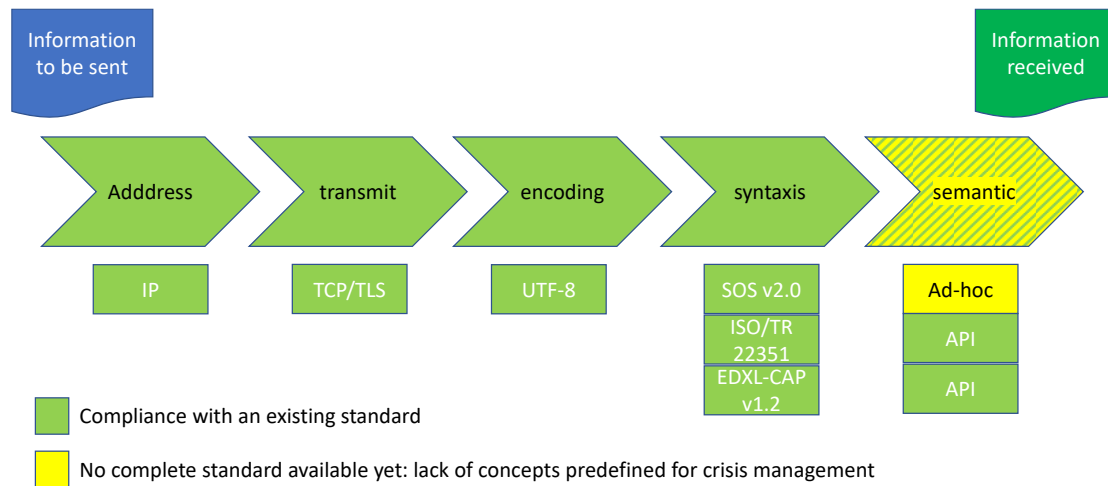 Information
to be sent
Information
received
Adddress
transmit
encoding
syntaxis
semantic
IP
TCP/TLS
UTF-8
SOS v2.0
Ad-hoc
ISO/TR
22351
API
EDXL-CAP
v1.2
API
Compliance with an existing standard
No complete standard available yet: lack of concepts predefined for crisis management